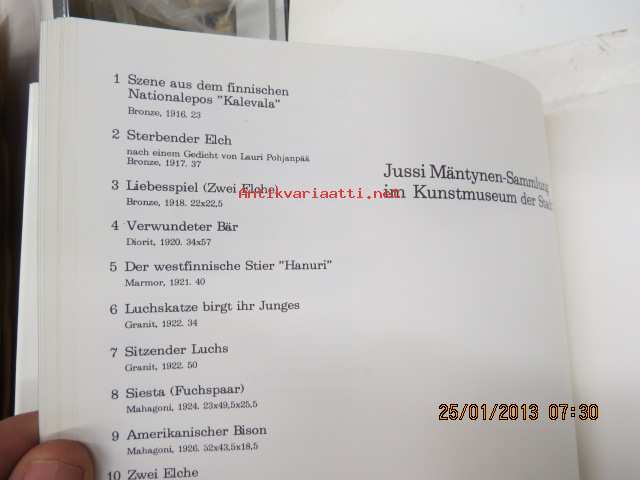 1 Szene aus dem finnischen
Nationalepos "Kalevala"
Bronze, 1916. 23
2 Sterbender Elch
nach einem Gedicht von Lauri Pohjanpää
Bronze, 1917. 37
3 Liebesspiel (Zwei Elche)
Bronze, 1918. 22x22,5
4 Verwundeter Bär
Diorit, 1920. 34x57
5 Der westfinnische Stier "Hanuri"
Marmor, 1921. 40
6 Luchskatze birgt ihr Junges
Granit, 1922. 34
7 Sitzender Luchs
Granit, 1922. 50
8 Siesta (Fuchspaar)
Mahagoni, 1924. 23x49,5x25,5
9 Amerikanischer Bison
Mahagoni, 1926. 52x43,5x18,5
10 Zwei Elche
Jussi Mäntynen-Sammlung
im Kunstmuseum der
Antikvariaatti.net
25/01/2013 07:30